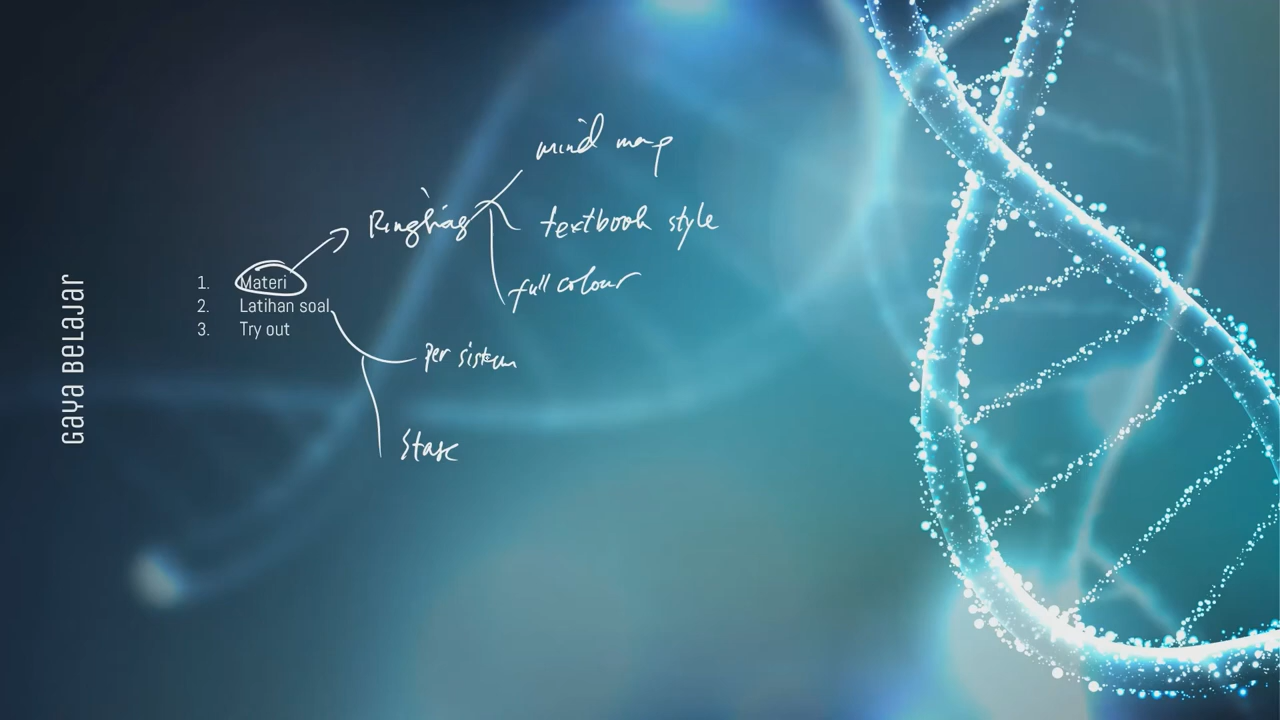 Gaya Belajar
1. Materi
2. Latihan soal
3. Try out
Ringkas
mind map
textbook style
full colour
per sistem
Stase